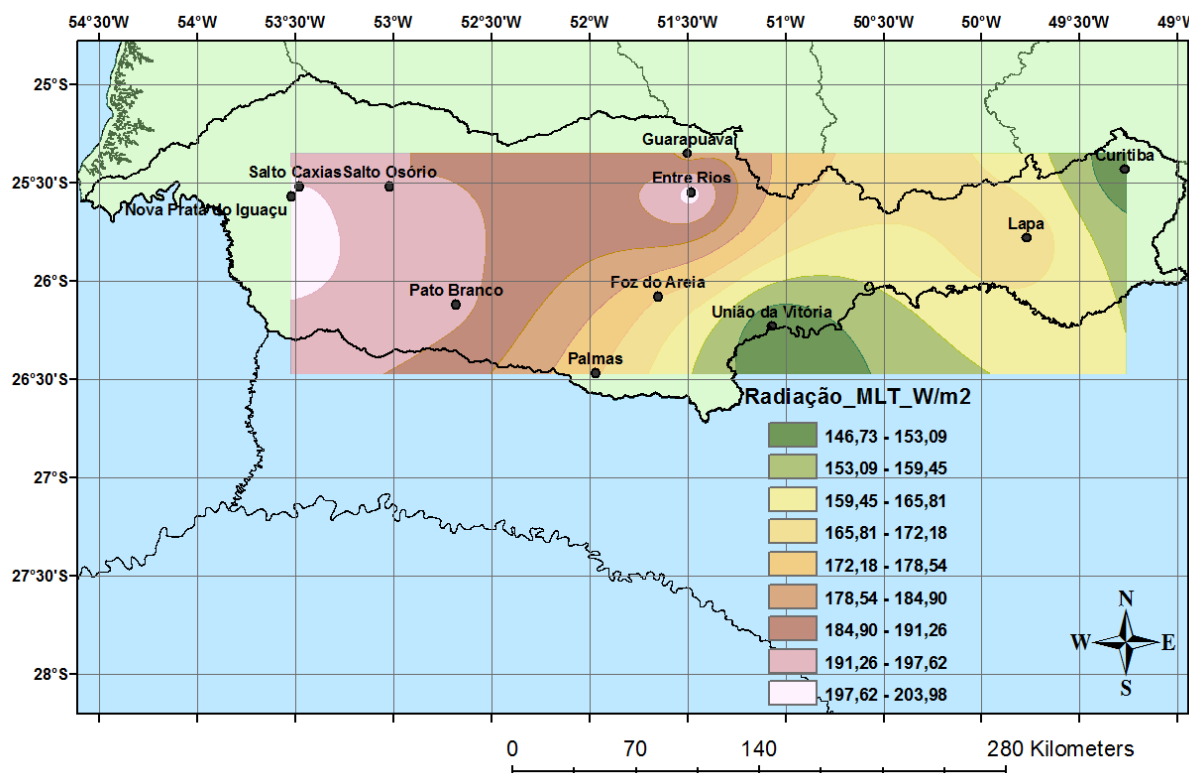 54°30'W 54°W 53°30'W 53°W 52°30'W 52°W 51°30'W 51°W 50°30'W 50°W 49°30'W 49°W
25°S
Guarapuava
Curitiba
25°30'S
Salto Caxias Salto Osório
Entre Rios
Nova Prata do Iguaçu
Lapa
26°S
Pato Branco
Foz do Areia
União da Vitória
Palmas
26°30'S
Radiação_MLT_W/m2
146,73 - 153,09
27°S
153,09 - 159,45
159,45 - 165,81
165,81 - 172,18
27°30'S
172,18 - 178,54
178,54 - 184,90
184,90 - 191,26
28°S
191,26 - 197,62
197,62 - 203,98
N
W E
S
0 70 140 280 Kilometers